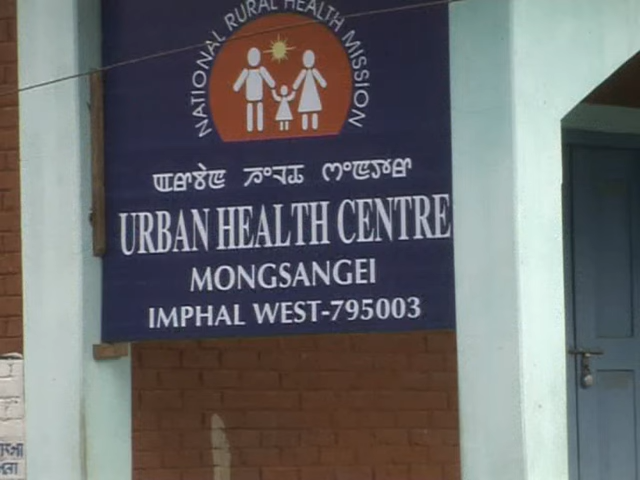 NATIONAL RURAL HEALTH MISSION
URBAN HEALTH CENTRE
MONGSANGEI
IMPHAL WEST-795003